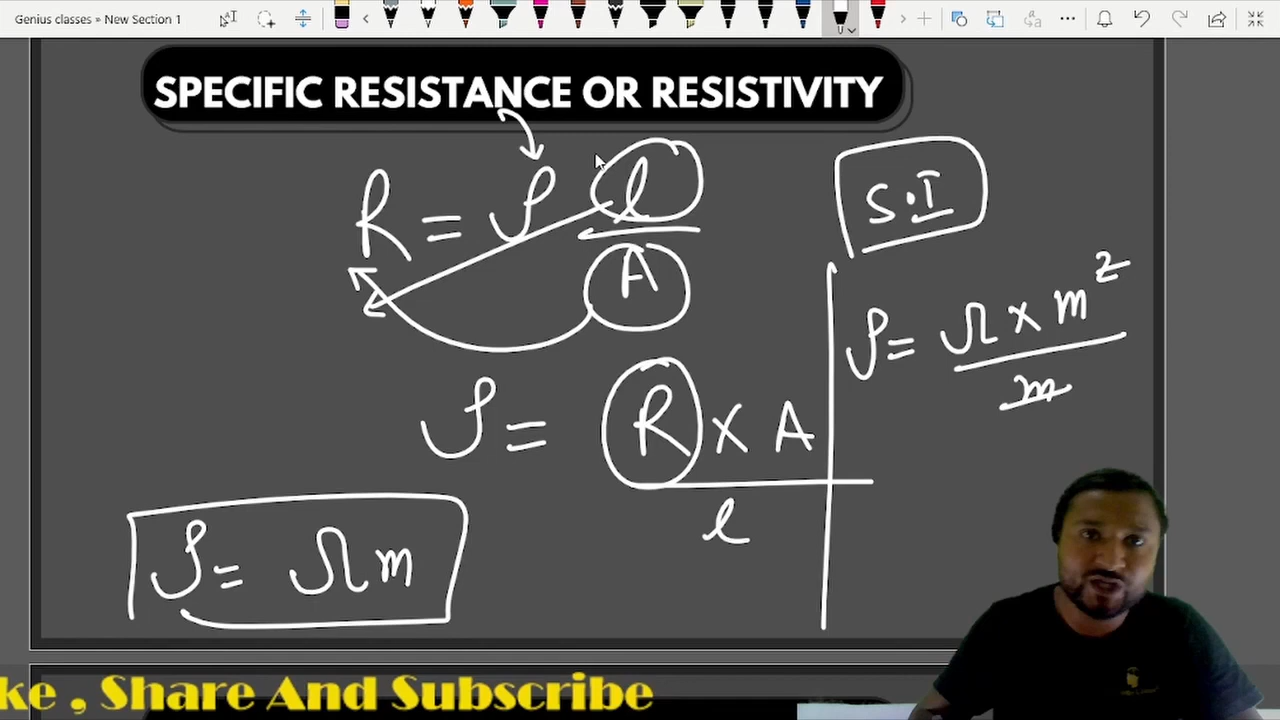 Genius classes » New Section 1
SPECIFIC RESISTANCE OR RESISTIVITY
R = ρ l
A
ρ = R x A
l
ρ = Ωm
S.I
ρ = Ω x m²
m
ke , Share And Subscribe